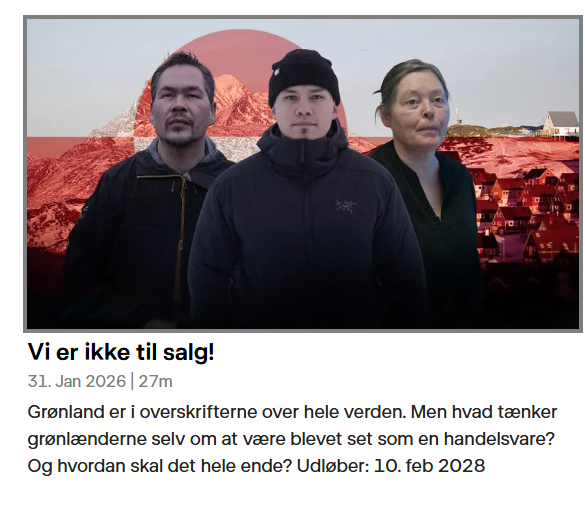 Vi er ikke til salg!
31. Jan 2026 | 27m
Grønland er i overskrifterne over hele verden. Men hvad tænker
grønlænderne selv om at være blevet set som en handelsvare?
Og hvordan skal det hele ende? Udløber: 10. feb 2028